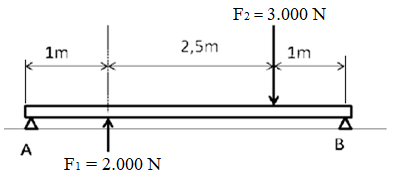 F2 = 3.000 N
1m 2,5m 1m
A B
F1 = 2.000 N